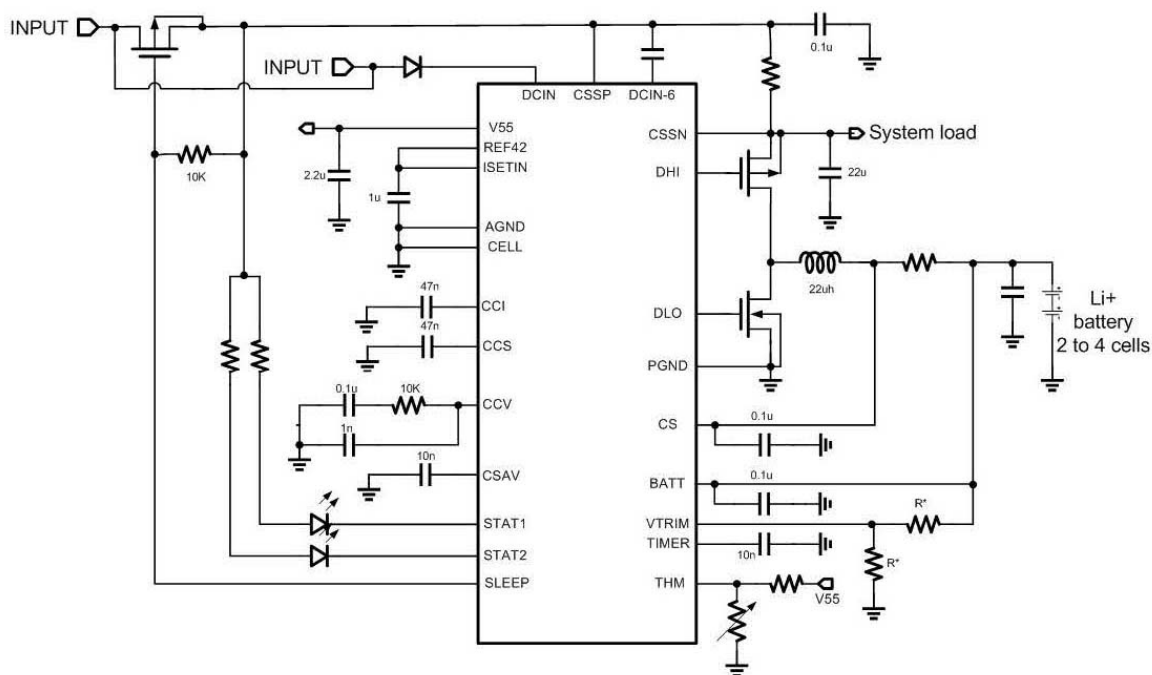 INPUT
0.1u
INPUT
DCIN
CSSP
DCIN-6
V55
CSSN
System load
REF42
ISETIN
DHI
10K
2.2u
22u
1u
AGND
CELL
22uh
47n
CCI
DLO
Li+
battery
2 to 4 cells
47n
CCS
PGND
0.1u
10K
CCV
0.1u
CS
1n
10n
CSAV
BATT
0.1u
R*
STAT1
VTRIM
TIMER
10n
STAT2
R*
SLEEP
THM
V55